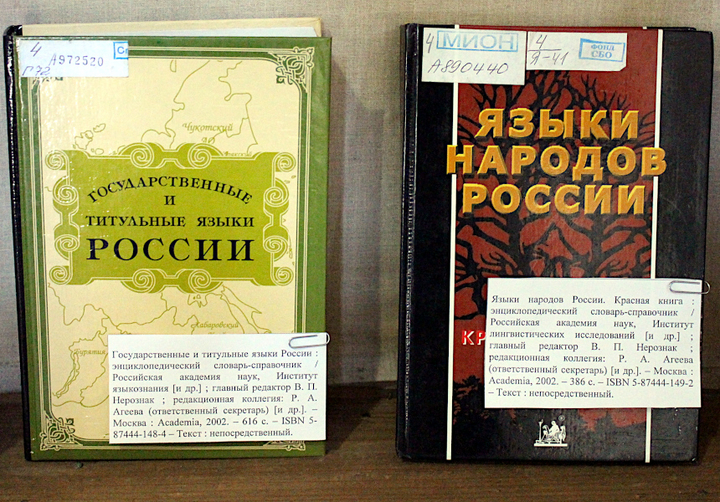 4
А972520
Г72
Чукотский
ГОСУДАРСТВЕННЫЕ
И
ТИТУЛЬНЫЕ ЯЗЫКИ
РОССИИ
Хабаровский
Бурятия
Государственные и титульные языки России :
энциклопедический словарь-справочник /
Российская академия наук, Институт
языкознания [и др.] ; главный редактор В. П.
Нерознак ; редакционная коллегия: Р. А.
Агеева (ответственный секретарь) [и др.]. –
Москва : Academia, 2002. – 616 с. – ISBN 5-
87444-148-4 – Текст : непосредственный.
4 МИОН
А890440
4
Я-41
ФОНД
СБО
ЯЗЫКИ
НАРОДОВ
РОССИИ
КР
Языки народов России. Красная книга :
энциклопедический словарь-справочник /
Российская академия наук, Институт
лингвистических исследований [и др.] ;
главный редактор В. П. Нерознак ;
редакционная коллегия: Р. А. Агеева
(ответственный секретарь) [и др.]. – Москва :
Academia, 2002. – 386 с. – ISBN 5-87444-149-2
– Текст : непосредственный.